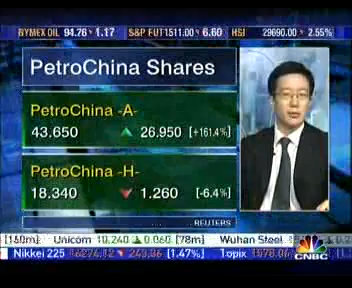 NYMEX OIL 94.76 ▲ 1.17 S&P FUT 1511.00 ▲ 6.60 HSI 29690.00 ▼ 2.55%
PetroChina Shares
PetroChina -A-
43.650 ▲ 26.950 [+161.4%]
PetroChina -H-
18.340 ▼ 1.260 [-6.4%]
REUTERS
[150m] Unicom 10.240 ▲ 0.060 [78m] Wuhan Steel
CNBC
Nikkei 225 [1.47%] Topix